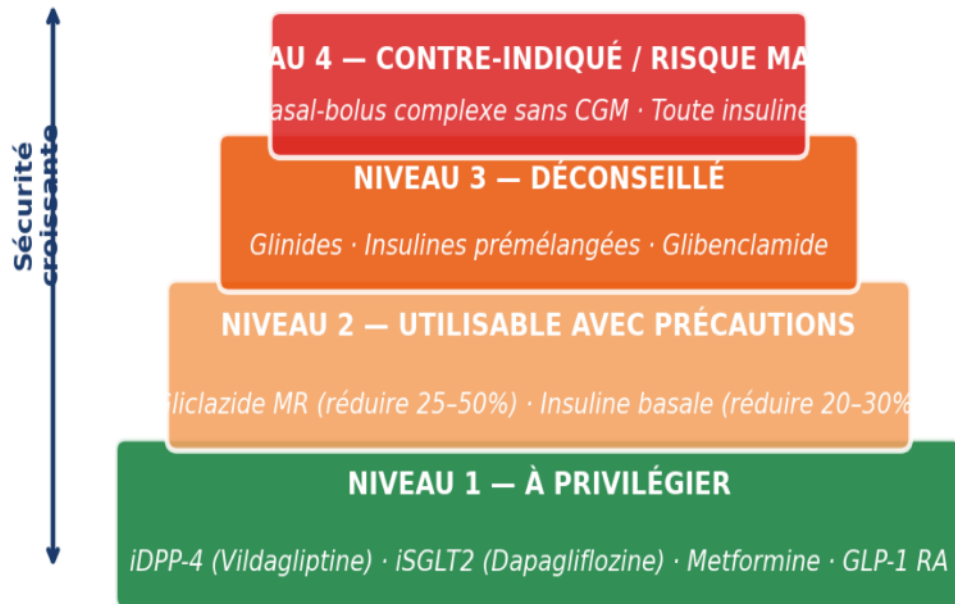 Sécurité
croissante
AU 4 — CONTRE-INDIQUÉ / RISQUE MA
asal-bolus complexe sans CGM · Toute insuline
NIVEAU 3 — DÉCONSEILLÉ
Glinides · Insulines prémélangées · Glibenclamide
NIVEAU 2 — UTILISABLE AVEC PRÉCAUTIONS
liclazide MR (réduire 25–50%) · Insuline basale (réduire 20–30%
NIVEAU 1 — À PRIVILÉGIER
iDPP-4 (Vildagliptine) · iSGLT2 (Dapagliflozine) · Metformine · GLP-1 RA